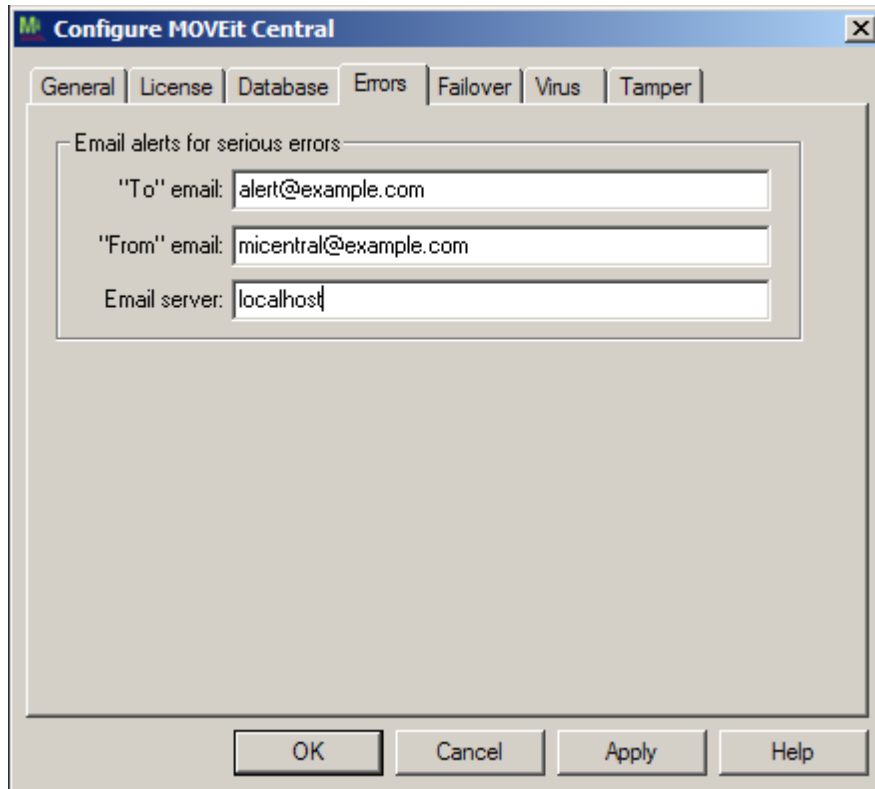 Configure MOVEit Central
General License Database Errors Failover Virus Tamper
Email alerts for serious errors
"To" email: alert@example.com
"From" email: micentral@example.com
Email server: localhost
OK Cancel Apply Help